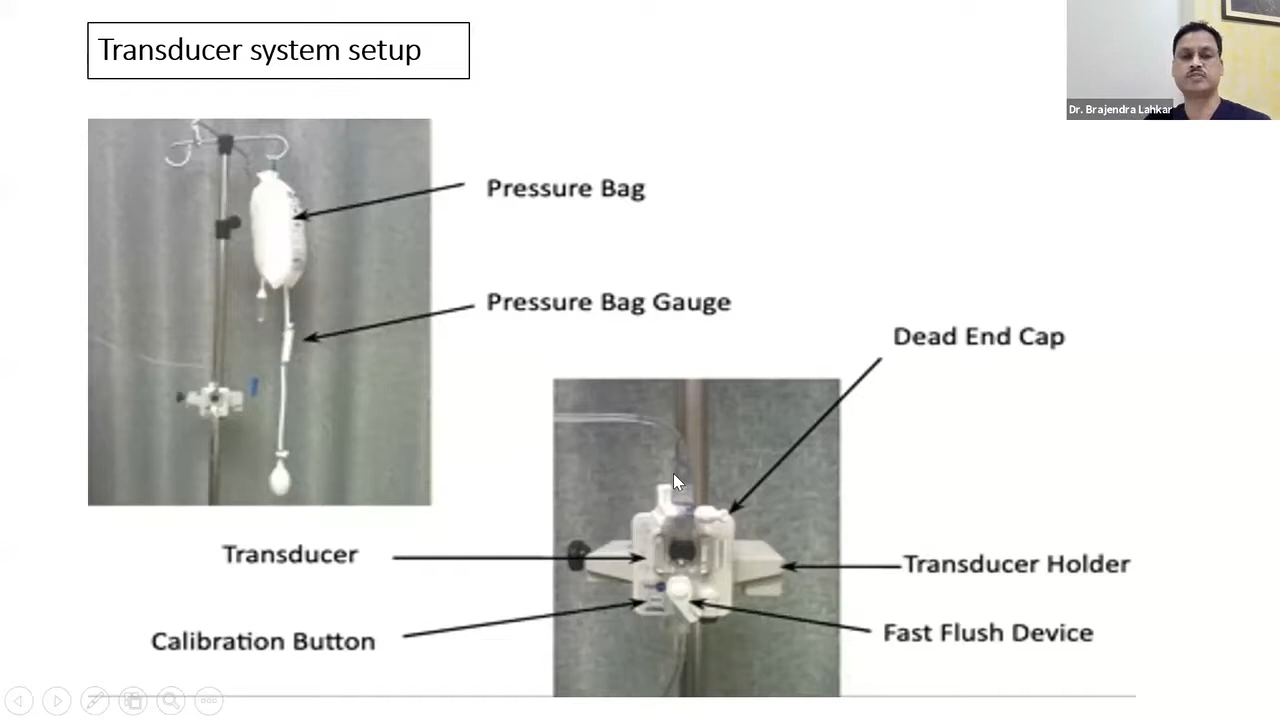 Transducer system setup
Dr. Brajendra Lahkar
Pressure Bag
Pressure Bag Gauge
Dead End Cap
Transducer
Transducer Holder
Calibration Button
Fast Flush Device